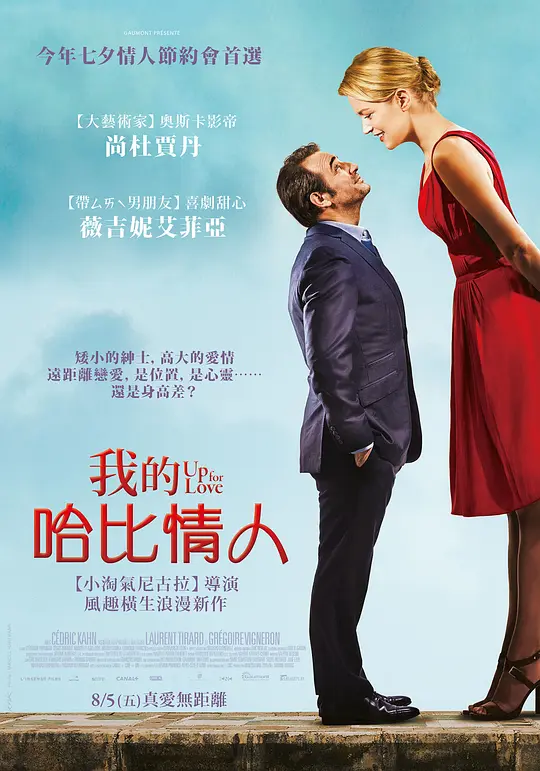 GAUMONT PRÉSENTE
今年七夕情人節約會首選
【大藝術家】奧斯卡影帝
尚杜賈丹
【帶ㄙㄞˋ男朋友】喜劇甜心
薇吉妮艾菲亞
矮小的紳士, 高大的愛情
遠距離戀愛, 是位置, 是心靈……
還是身高差?
我的
Up for
Love
哈比情人
【小淘氣尼古拉】導演
風趣橫生浪漫新作
CÉDRIC KAHN LAURENT TIRARD GRÉGOIRE VIGNERON
CANAL+
8/5 (五) 真愛無距離